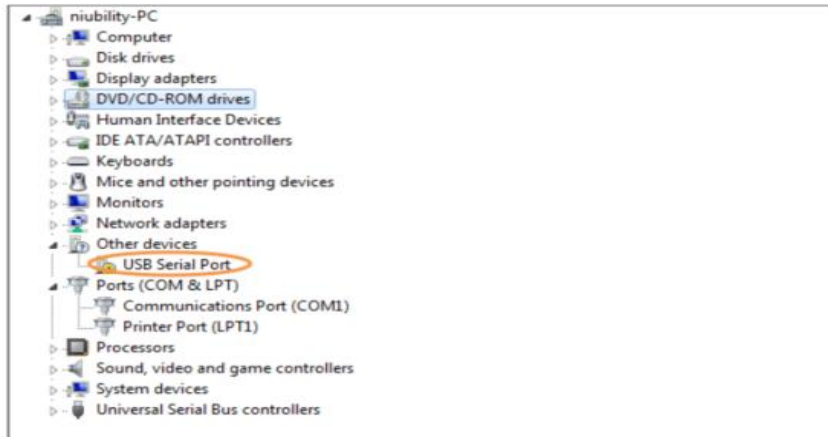 niubility-PC
Computer
Disk drives
Display adapters
DVD/CD-ROM drives
Human Interface Devices
IDE ATA/ATAPI controllers
Keyboards
Mice and other pointing devices
Monitors
Network adapters
Other devices
USB Serial Port
Ports (COM & LPT)
Communications Port (COM1)
Printer Port (LPT1)
Processors
Sound, video and game controllers
System devices
Universal Serial Bus controllers